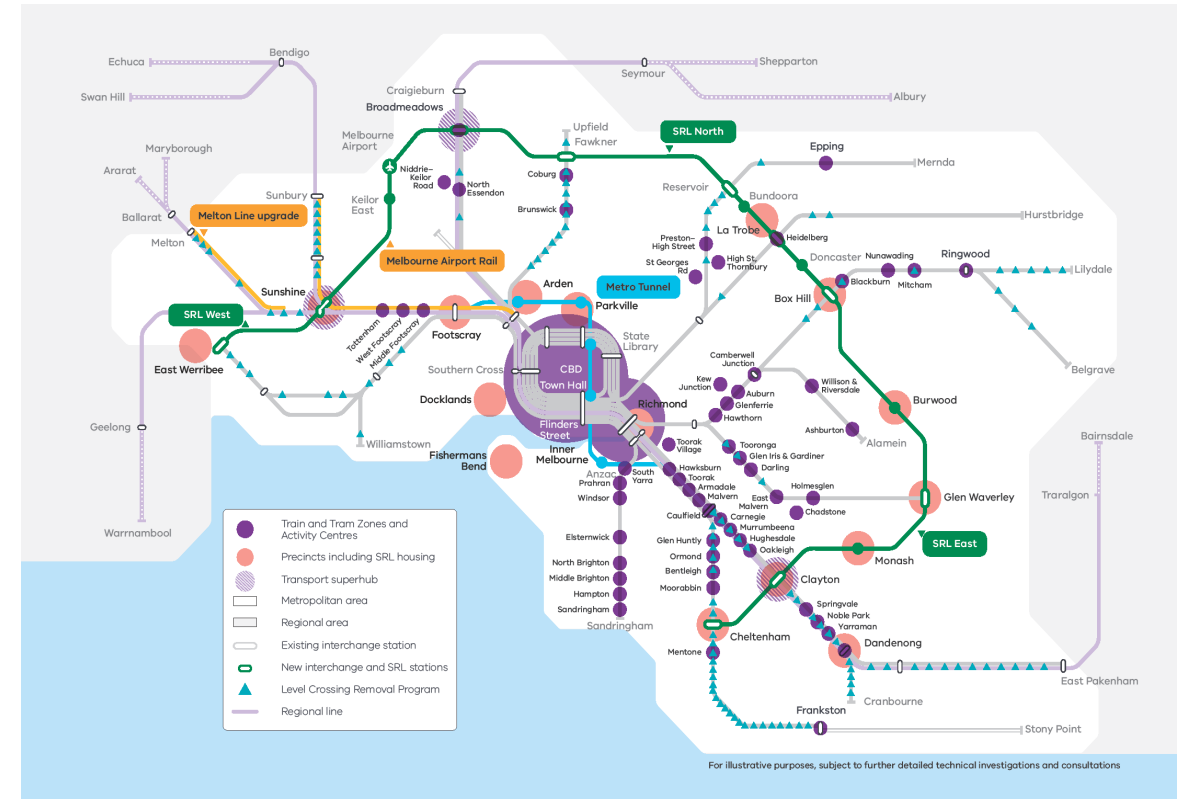 Bendigo
Echuca
Shepparton
Seymour
Swan Hill
Craigieburn
Albury
Broadmeadows
Melbourne
Airport
Upfield
Fawkner
SRL North
Maryborough
Epping
Mernda
Ararat
Niddrie–
Keilor
Road
North
Essendon
Coburg
Reservoir
Bundoora
Sunbury
Keilor
East
Brunswick
Ballarat
Melton Line upgrade
Hurstbridge
La Trobe
Heidelberg
Melton
Preston–
High Street
Melbourne Airport Rail
St Georges
Rd
High St,
Thornbury
Doncaster
Nunawading
Ringwood
Blackburn
Mitcham
Lilydale
Sunshine
Arden
Metro Tunnel
Parkville
Box Hill
SRL West
Tottenham
West Footscray
Middle Footscray
Footscray
State
Library
East Werribee
Southern Cross
CBD
Town Hall
Camberwell
Junction
Belgrave
Kew
Junction
Auburn
Willison &
Riversdale
Docklands
Richmond
Glenferrie
Hawthorn
Burwood
Geelong
Flinders
Street
Ashburton
Alamein
Williamstown
Inner
Melbourne
Toorak
Village
Tooronga
Glen Iris & Gardiner
Darling
Bairnsdale
Fishermans
Bend
Anzac
South
Yarra
Hawksburn
Toorak
Prahran
Armadale
Holmesglen
Windsor
Malvern
East
Malvern
Chadstone
Glen Waverley
Traralgon
Caulfield
Carnegie
Murrumbeena
Hughesdale
Oakleigh
Warrnambool
Elsternwick
Glen Huntly
Ormond
SRL East
Monash
North Brighton
Bentleigh
Middle Brighton
Moorabbin
Clayton
Hampton
Sandringham
Sandringham
Springvale
Noble Park
Yarraman
Cheltenham
Dandenong
Mentone
East Pakenham
Cranbourne
Frankston
Stony Point
Train and Tram Zones and
Activity Centres
Precincts including SRL housing
Transport superhub
Metropolitan area
Regional area
Existing interchange station
New interchange and SRL stations
Level Crossing Removal Program
Regional line
For illustrative purposes, subject to further detailed technical investigations and consultations